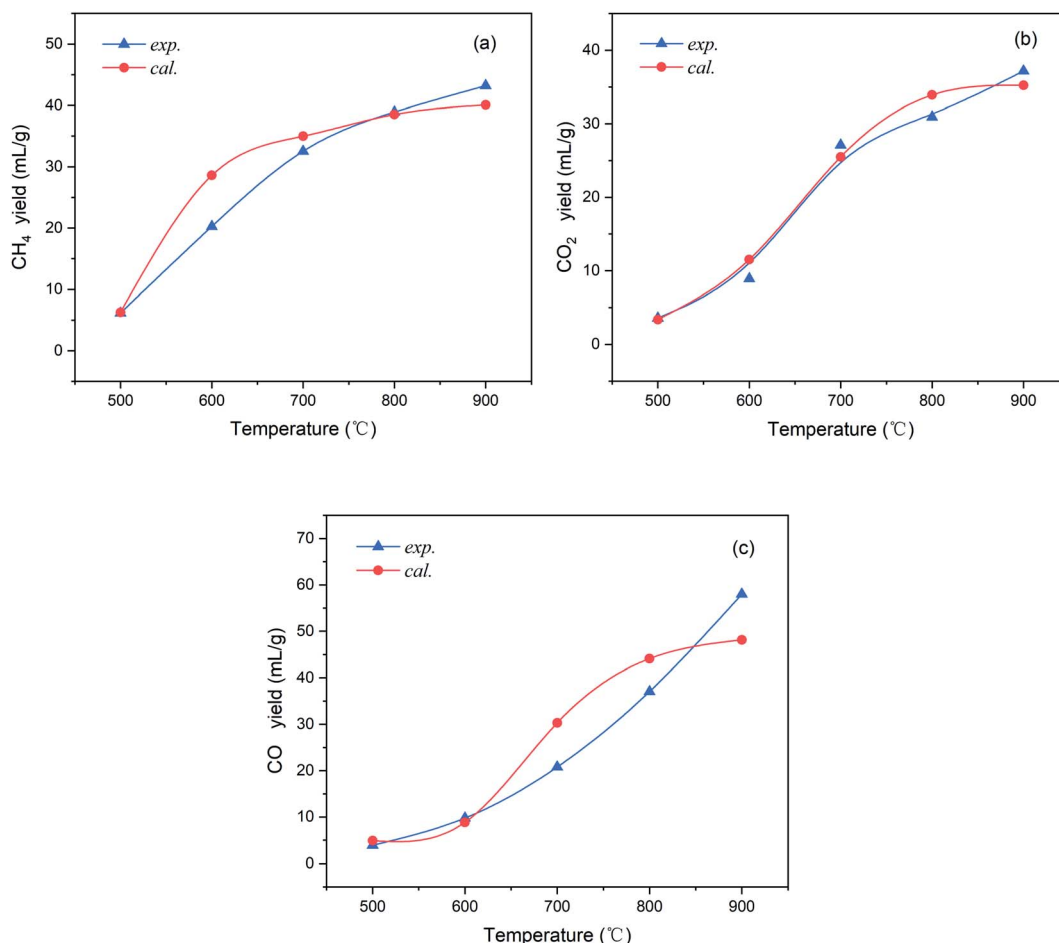 (a)
exp.
cal.
CH4 yield (mL/g)
50
40
30
20
10
0
500 600 700 800 900
Temperature (℃)
(b)
exp.
cal.
CO2 yield (mL/g)
40
30
20
10
0
500 600 700 800 900
Temperature (℃)
(c)
exp.
cal.
CO yield (mL/g)
70
60
50
40
30
20
10
0
500 600 700 800 900
Temperature (℃)